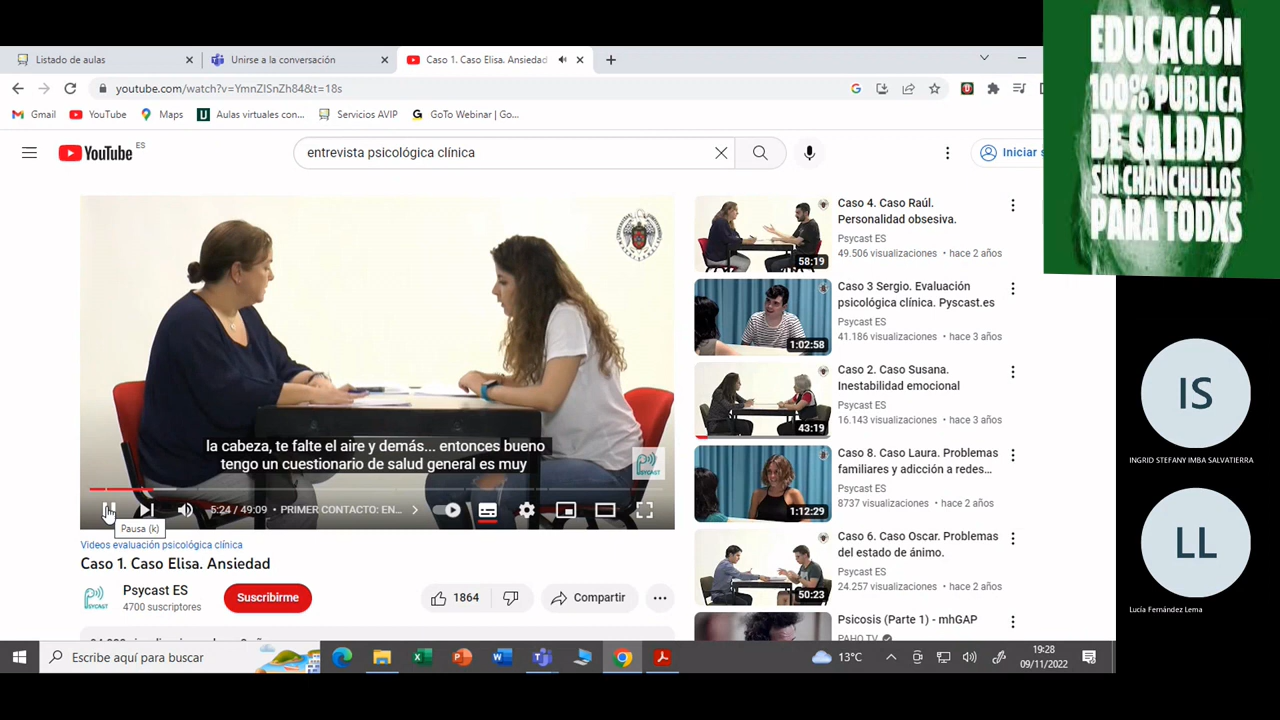 Listado de aulas
Unirse a la conversación
Caso 1. Caso Elisa. Ansiedad
youtube.com/watch?v=YmnZISnZh84&t=18s
Gmail
YouTube
Maps
Aulas virtuales con...
Servicios AVIP
GoTo Webinar | Go...
YouTube ES
entrevista psicológica clínica
Iniciar s
la cabeza, te falte el aire y demás... entonces bueno
tengo un cuestionario de salud general es muy
PSYCAST
5:24 / 49:09 • PRIMER CONTACTO: EN...
Pausa (k)
Videos evaluación psicológica clínica
Caso 1. Caso Elisa. Ansiedad
PSYCAST
Psycast ES
4700 suscriptores
Suscribirme
1864
Compartir
Caso 4. Caso Raúl.
Personalidad obsesiva.
Psycast ES
49.506 visualizaciones • hace 2 años
58:19
Caso 3 Sergio. Evaluación
psicológica clínica. Pyscast.es
Psycast ES
41.186 visualizaciones • hace 3 años
1:02:58
Caso 2. Caso Susana.
Inestabilidad emocional
Psycast ES
16.143 visualizaciones • hace 3 años
43:19
Caso 8. Caso Laura. Problemas
familiares y adicción a redes...
Psycast ES
8737 visualizaciones • hace 2 años
1:12:29
Caso 6. Caso Oscar. Problemas
del estado de ánimo.
Psycast ES
24.257 visualizaciones • hace 2 años
50:23
Psicosis (Parte 1) - mhGAP
PAHO TV
Escribe aquí para buscar
13°C
19:28
09/11/2022
EDUCACIÓN
100% PÚBLICA
DE CALIDAD
SIN CHANCHULLOS
PARA TODXS
IS
INGRID STEFANY IMBA SALVATIERRA
LL
Lucía Fernández Lema